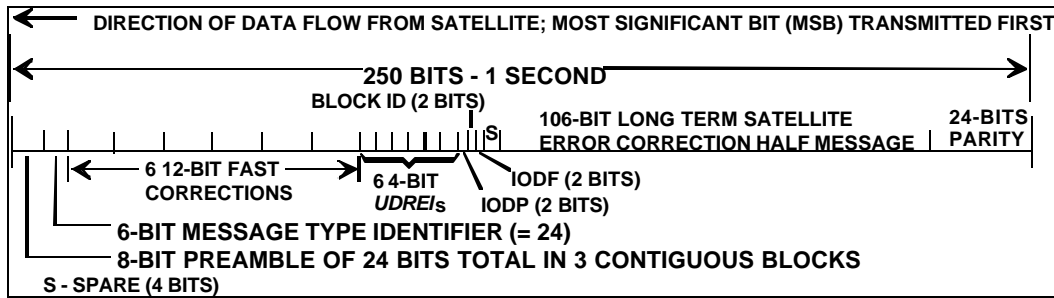 DIRECTION OF DATA FLOW FROM SATELLITE; MOST SIGNIFICANT BIT (MSB) TRANSMITTED FIRST
250 BITS - 1 SECOND
BLOCK ID (2 BITS)
S
106-BIT LONG TERM SATELLITE
ERROR CORRECTION HALF MESSAGE
24-BITS
PARITY
6 12-BIT FAST
CORRECTIONS
6 4-BIT
UDREIs
IODF (2 BITS)
IODP (2 BITS)
6-BIT MESSAGE TYPE IDENTIFIER (= 24)
8-BIT PREAMBLE OF 24 BITS TOTAL IN 3 CONTIGUOUS BLOCKS
S - SPARE (4 BITS)